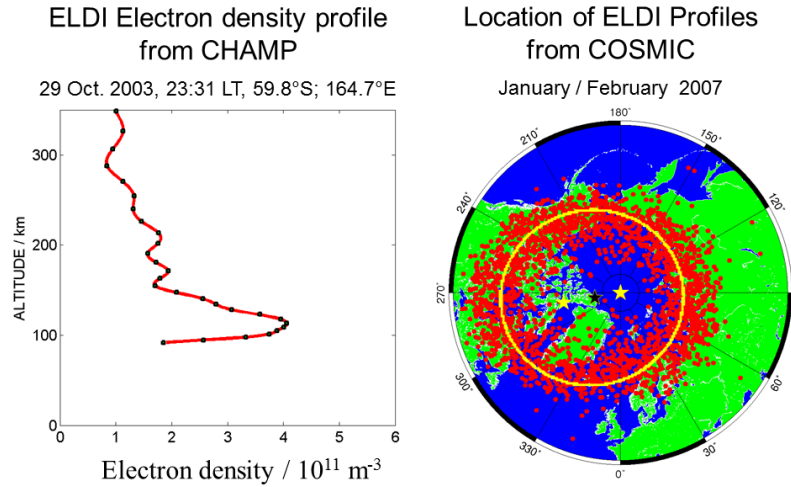 ELDI Electron density profile
from CHAMP
29 Oct. 2003, 23:31 LT, 59.8°S; 164.7°E
ALTITUDE / km
300
200
100
0
0 1 2 3 4 5 6
Electron density / 10¹¹ m⁻³
Location of ELDI Profiles
from COSMIC
January / February 2007
180°
210°
150°
240°
120°
270°
90°
300°
60°
330°
30°
0°